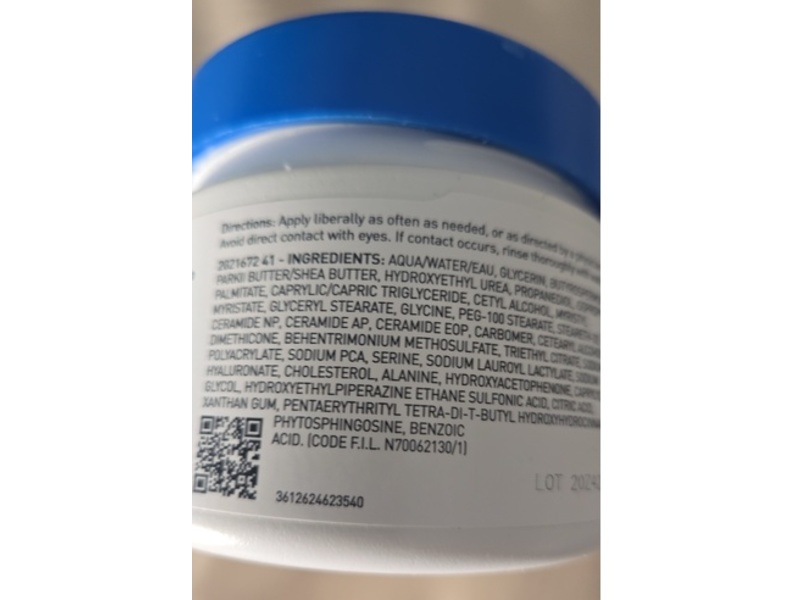 Directions: Apply liberally as often as needed, or as directed by a
Avoid direct contact with eyes. If contact occurs, rinse thoroughly with
2021672 41 - INGREDIENTS: AQUA/WATER/EAU, GLYCERIN,
PARKII BUTTER/SHEA BUTTER, HYDROXYETHYL UREA, PROPANEDIOL,
PALMITATE, CAPRYLIC/CAPRIC TRIGLYCERIDE, CETYL ALCOHOL,
MYRISTATE, GLYCERYL STEARATE, GLYCINE, PEG-100 STEARATE,
CERAMIDE NP, CERAMIDE AP, CERAMIDE EOP, CARBOMER,
DIMETHICONE, BEHENTRIMONIUM METHOSULFATE, TRIETHYL CITRATE,
POLYACRYLATE, SODIUM PCA, SERINE, SODIUM LAUROYL LACTYLATE,
HYALURONATE, CHOLESTEROL, ALANINE, HYDROXYACETOPHENONE,
GLYCOL, HYDROXYETHYLPIPERAZINE ETHANE SULFONIC ACID, CITRIC ACID,
XANTHAN GUM, PENTAERYTHRITYL TETRA-DI-T-BUTYL
PHYTOSPHINGOSINE, BENZOIC
ACID. (CODE F.I.L. N70062130/1)
LOT
3612624623540